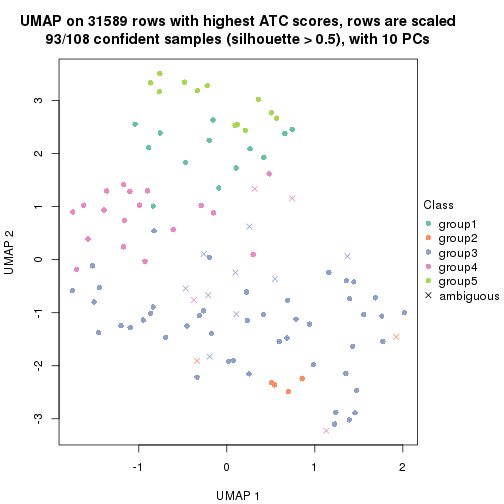 UMAP on 31589 rows with highest ATC scores, rows are scaled
93/108 confident samples (silhouette > 0.5), with 10 PCs
3
2
1
0
-1
-2
-3
UMAP 2
-1
0
1
2
UMAP 1
Class
group1
group2
group3
group4
group5
ambiguous